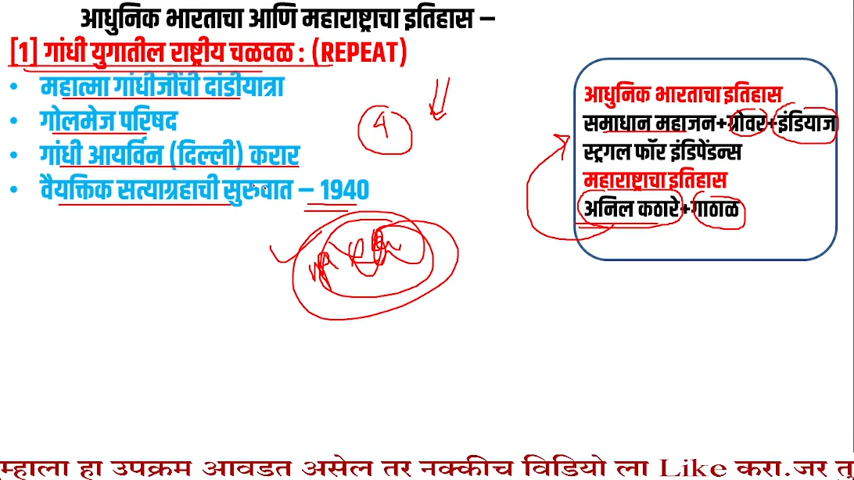 आधुनिक भारताचा आणि महाराष्ट्राचा इतिहास –
[1] गांधी युगातील राष्ट्रीय चळवळ : (REPEAT)
• महात्मा गांधीजींची दांडीयात्रा
• गोलमेज परिषद
• गांधी आयर्विन (दिल्ली) करार
• वैयक्तिक सत्याग्रहाची सुरुवात – 1940
आधुनिक भारताचा इतिहास
समाधान महाजन+ग्रोवर+इंडियाज
स्ट्रगल फॉर इंडिपेंडन्स
महाराष्ट्राचा इतिहास
अनिल कठारे+गाठाळ
म्हाला हा उपक्रम आवडत असेल तर नक्कीच विडियो ला Like करा.जर तु